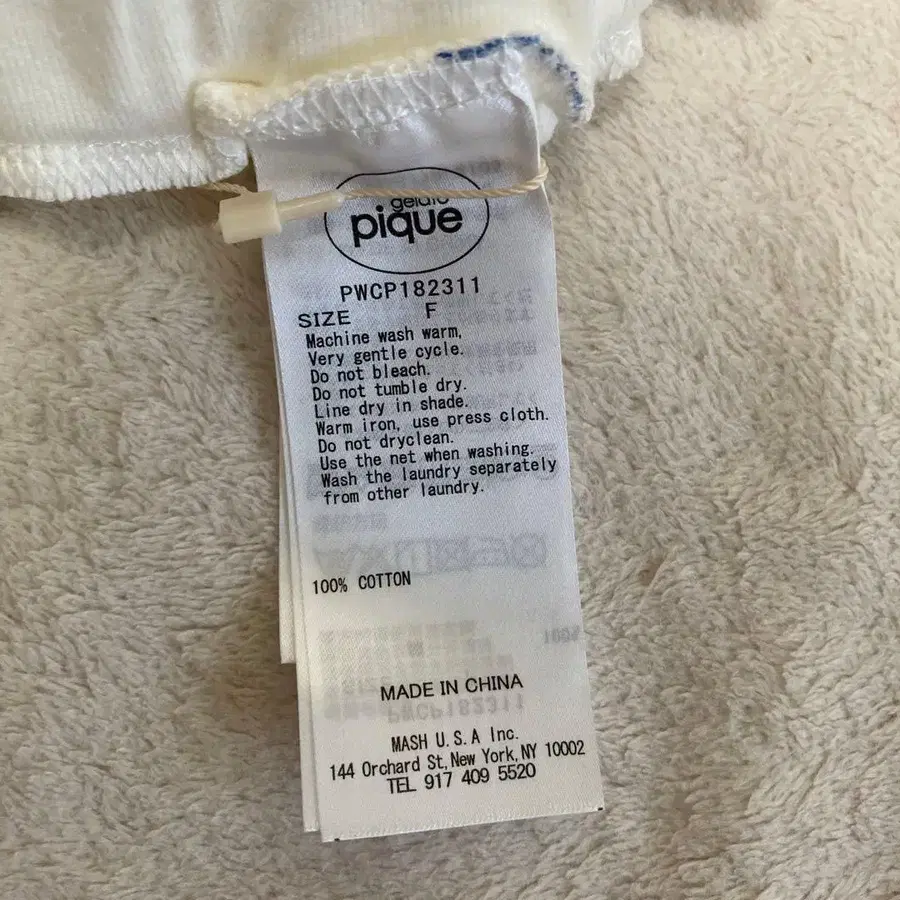 gelato
pique
PWCP182311
SIZE F
Machine wash warm,
Very gentle cycle.
Do not bleach.
Do not tumble dry.
Line dry in shade.
Warm iron, use press cloth.
Do not dryclean.
Use the net when washing.
Wash the laundry separately
from other laundry.
100% COTTON
MADE IN CHINA
MASH U.S.A Inc.
144 Orchard St, New York, NY 10002
TEL 917 409 5520